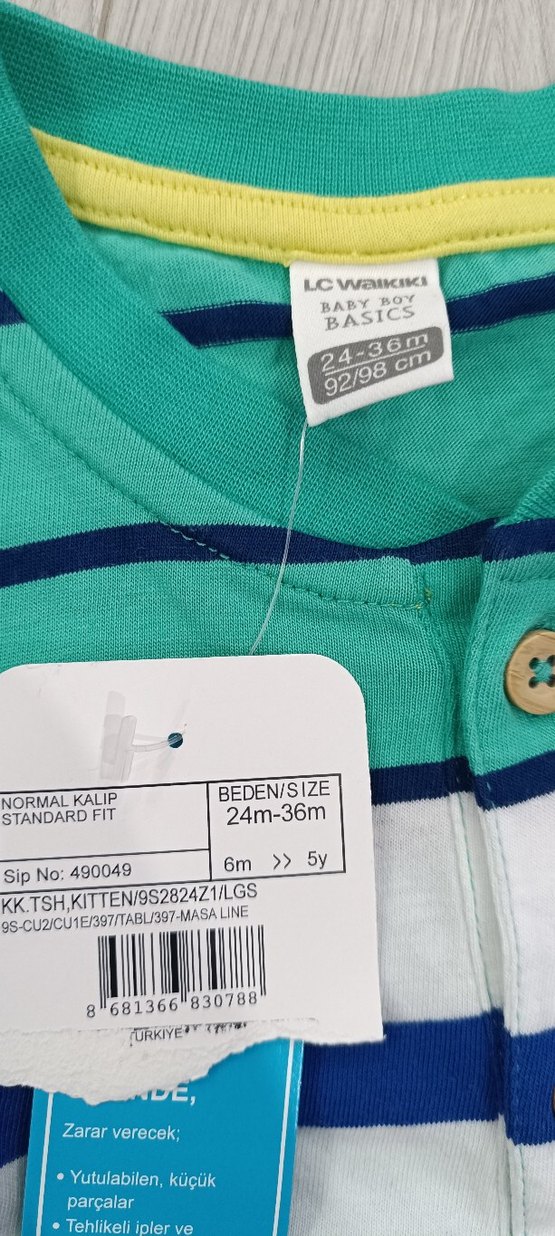 LC WAIKIKI
BABY BOY
BASICS
24-36m
92/98 cm
NORMAL KALIP
STANDARD FIT
BEDEN/SIZE
24m-36m
Sip No: 490049
6m >> 5y
KK.TSH,KITTEN/9S2824Z1/LGS
9S-CU2/CU1E/397/TABL/397-MASA LINE
8 681366 830788
Zarar verecek;
• Yutulabilen, küçük
parçalar
• Tehlikeli ipler ve